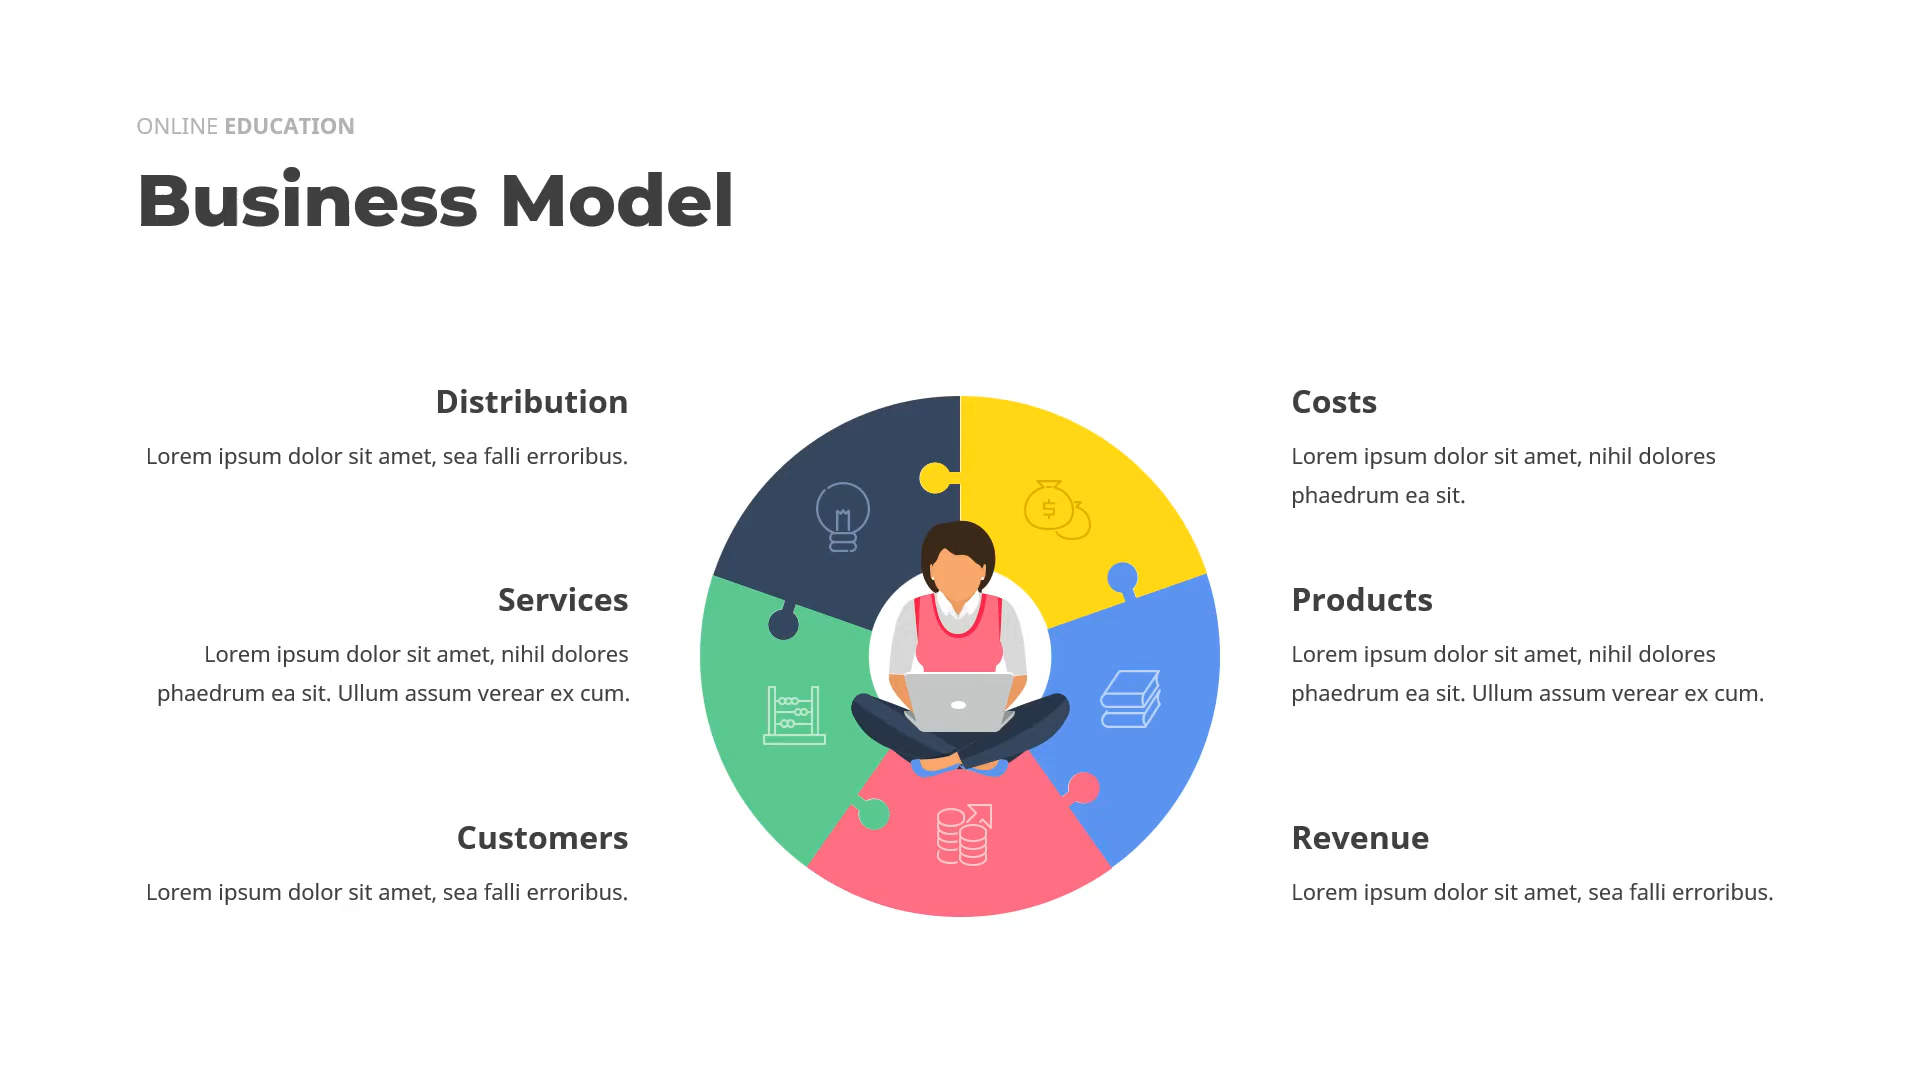 ONLINE EDUCATION
Business Model
Distribution
Lorem ipsum dolor sit amet, sea falli erroribus.
Services
Lorem ipsum dolor sit amet, nihil dolores
phaedrum ea sit. Ullum assum verear ex cum.
Customers
Lorem ipsum dolor sit amet, sea falli erroribus.
$
Costs
Lorem ipsum dolor sit amet, nihil dolores
phaedrum ea sit.
Products
Lorem ipsum dolor sit amet, nihil dolores
phaedrum ea sit. Ullum assum verear ex cum.
Revenue
Lorem ipsum dolor sit amet, sea falli erroribus.